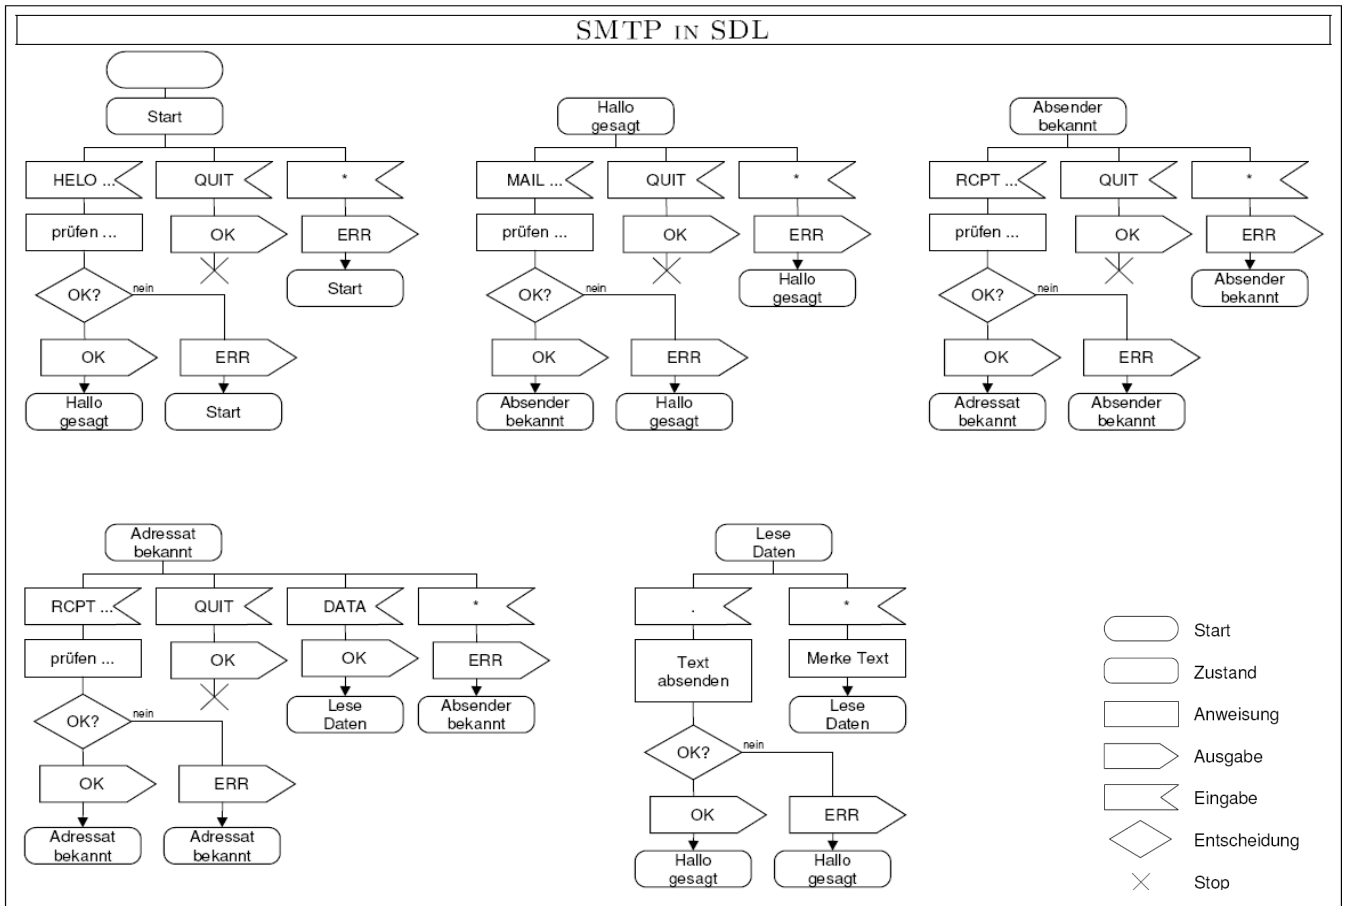 SMTP IN SDL
Start
HELO ...
QUIT
*
prüfen ...
OK
ERR
OK?
nein
Start
OK
ERR
Hallo
gesagt
Start
Hallo
gesagt
MAIL ...
QUIT
*
prüfen ...
OK
ERR
OK?
nein
Hallo
gesagt
OK
ERR
Absender
bekannt
Hallo
gesagt
Absender
bekannt
RCPT ...
QUIT
*
prüfen ...
OK
ERR
OK?
nein
Absender
bekannt
OK
ERR
Adressat
bekannt
Absender
bekannt
Adressat
bekannt
RCPT ...
QUIT
DATA
*
prüfen ...
OK
OK
ERR
OK?
nein
Lese
Daten
Absender
bekannt
OK
ERR
Adressat
bekannt
Adressat
bekannt
Lese
Daten
.
*
Text
absenden
Merke Text
Lese
Daten
OK?
nein
OK
ERR
Hallo
gesagt
Hallo
gesagt
Start
Zustand
Anweisung
Ausgabe
Eingabe
Entscheidung
Stop